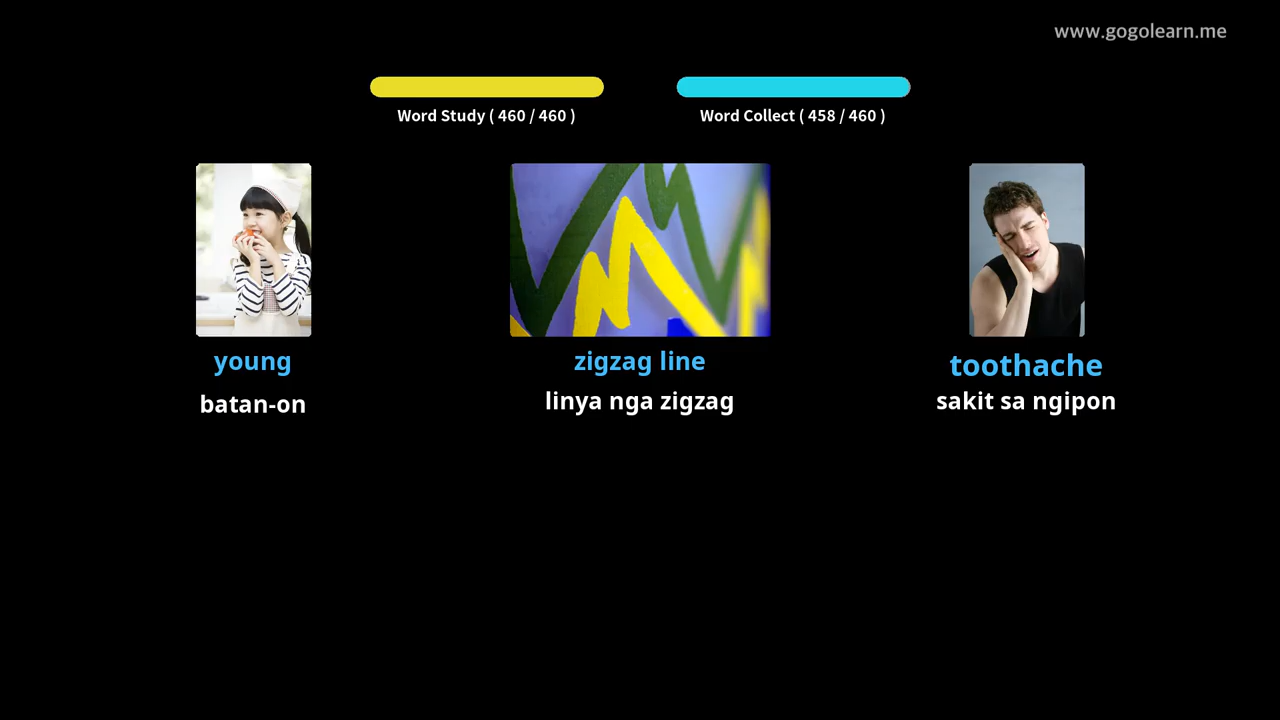 www.gogolearn.me
Word Study ( 460 / 460 )
Word Collect ( 458 / 460 )
young
zigzag line
toothache
batan-on
linya nga zigzag
sakit sa ngipon